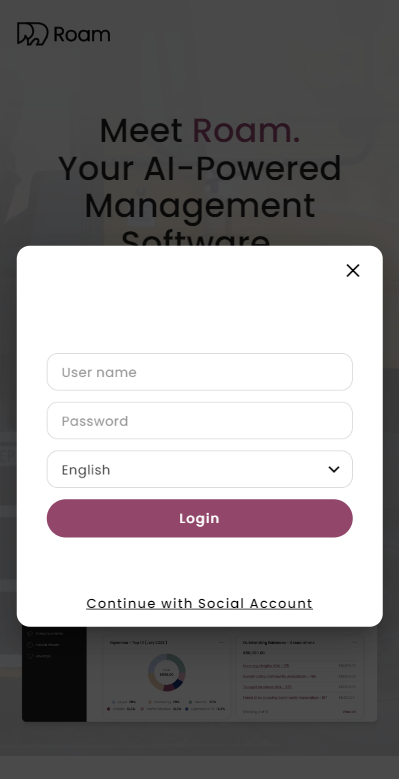 Roam
Meet Roam.
Your AI-Powered
Management
Software
User name
Password
English
Login
Continue with Social Account